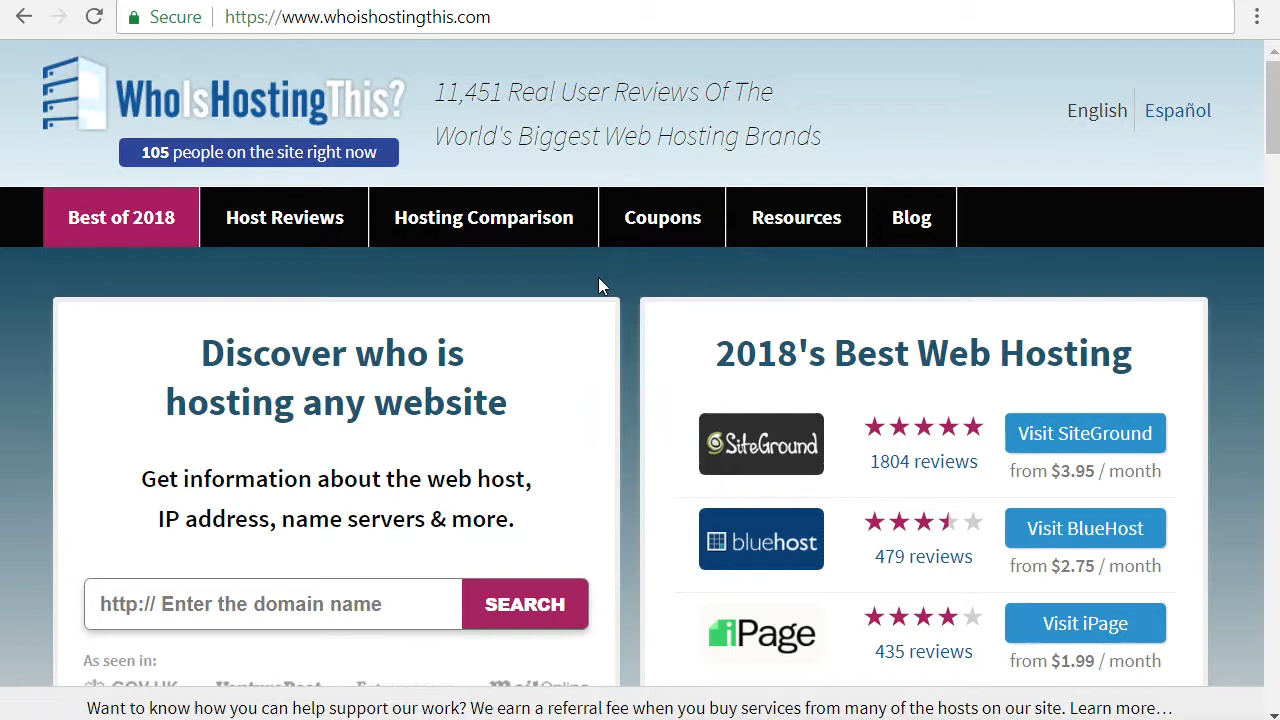 Secure https://www.whoishostingthis.com
WhoIsHostingThis?
105 people on the site right now
11,451 Real User Reviews Of The
World's Biggest Web Hosting Brands
English Español
Best of 2018 Host Reviews Hosting Comparison Coupons Resources Blog
Discover who is
hosting any website
Get information about the web host,
IP address, name servers & more.
http:// Enter the domain name SEARCH
As seen in:
2018's Best Web Hosting
SiteGround
1804 reviews
Visit SiteGround
from $3.95 / month
bluehost
479 reviews
Visit BlueHost
from $2.75 / month
iPage
435 reviews
Visit iPage
from $1.99 / month
Want to know how you can help support our work? We earn a referral fee when you buy services from many of the hosts on our site. Learn more…